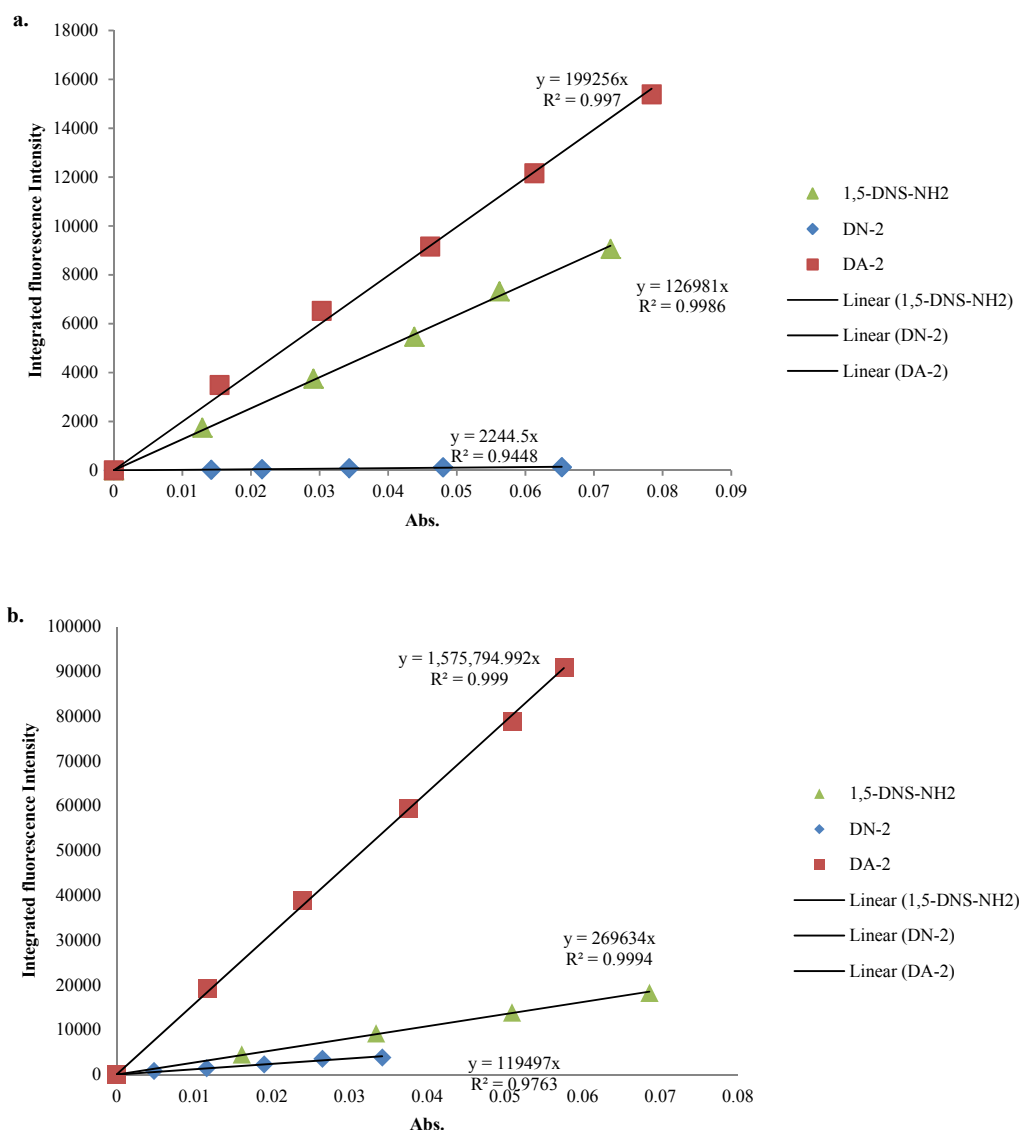 a.
18000
16000
14000
12000
10000
8000
6000
4000
2000
0
Integrated fluorescence Intensity
y = 199256x
R² = 0.997
y = 126981x
R² = 0.9986
y = 2244.5x
R² = 0.9448
0 0.01 0.02 0.03 0.04 0.05 0.06 0.07 0.08 0.09
Abs.
1,5-DNS-NH2
DN-2
DA-2
Linear (1,5-DNS-NH2)
Linear (DN-2)
Linear (DA-2)
b.
100000
90000
80000
70000
60000
50000
40000
30000
20000
10000
0
Integrated fluorescence Intensity
y = 1,575,794.992x
R² = 0.999
y = 269634x
R² = 0.9994
y = 119497x
R² = 0.9763
0 0.01 0.02 0.03 0.04 0.05 0.06 0.07 0.08
Abs.
1,5-DNS-NH2
DN-2
DA-2
Linear (1,5-DNS-NH2)
Linear (DN-2)
Linear (DA-2)